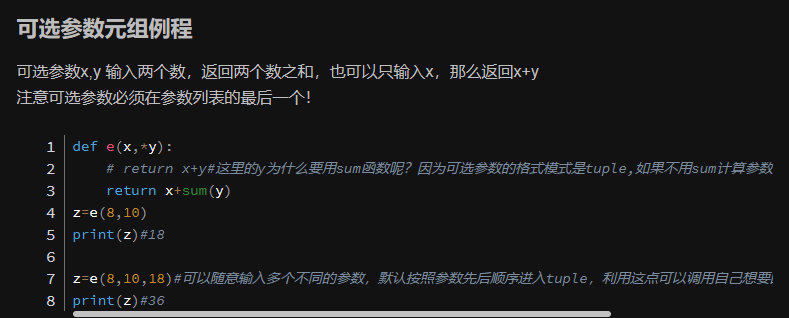 可选参数元组例程
可选参数x,y 输入两个数，返回两个数之和，也可以只输入x，那么返回x+y
注意可选参数必须在参数列表的最后一个！
1 def e(x,*y):
2 # return x+y#这里的y为什么要用sum函数呢？因为可选参数的格式模式是tuple,如果不用sum计算参数
3 return x+sum(y)
4 z=e(8,10)
5 print(z)#18
6
7 z=e(8,10,18)#可以随意输入多个不同的参数，默认按照参数先后顺序进入tuple，利用这点可以调用自己想要
8 print(z)#36